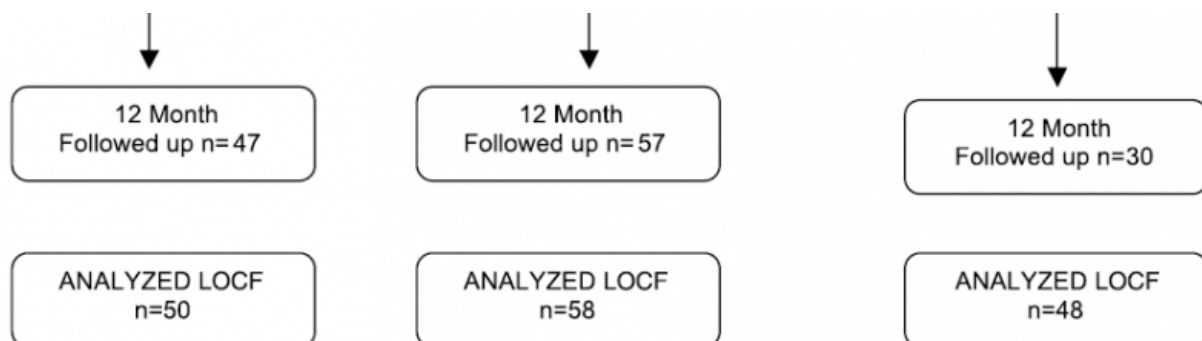 12 Month
Followed up n= 47
12 Month
Followed up n= 57
12 Month
Followed up n=30
ANALYZED LOCF
n=50
ANALYZED LOCF
n=58
ANALYZED LOCF
n=48